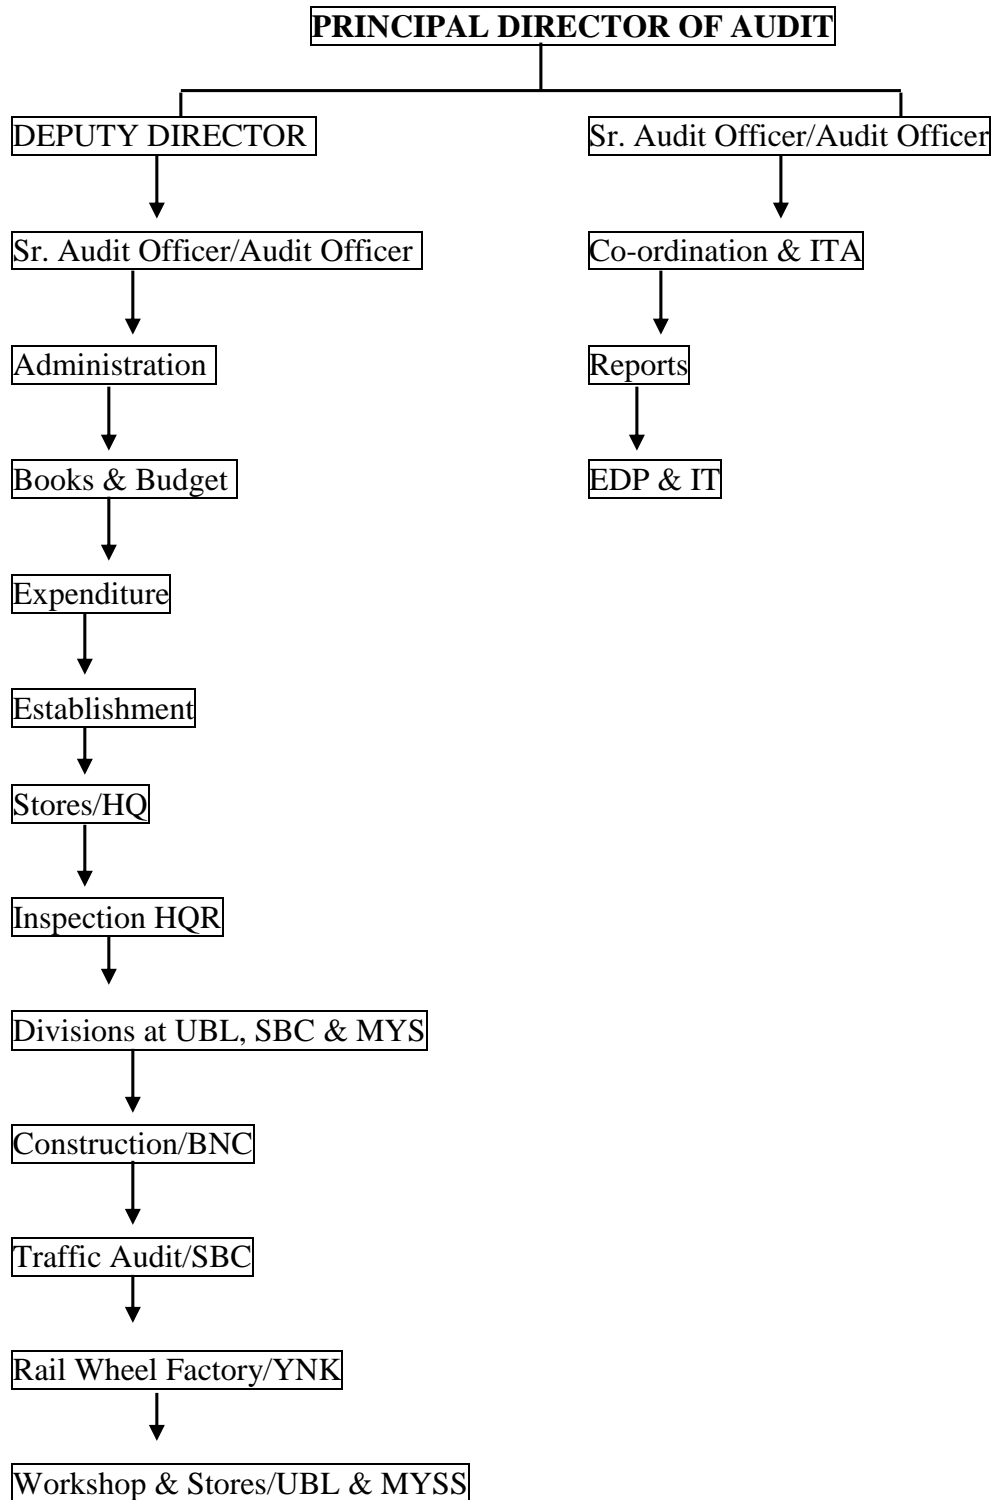 PRINCIPAL DIRECTOR OF AUDIT
DEPUTY DIRECTOR
Sr. Audit Officer/Audit Officer
Sr. Audit Officer/Audit Officer
Co-ordination & ITA
Administration
Reports
Books & Budget
EDP & IT
Expenditure
Establishment
Stores/HQ
Inspection HQR
Divisions at UBL, SBC & MYS
Construction/BNC
Traffic Audit/SBC
Rail Wheel Factory/YNK
Workshop & Stores/UBL & MYSS